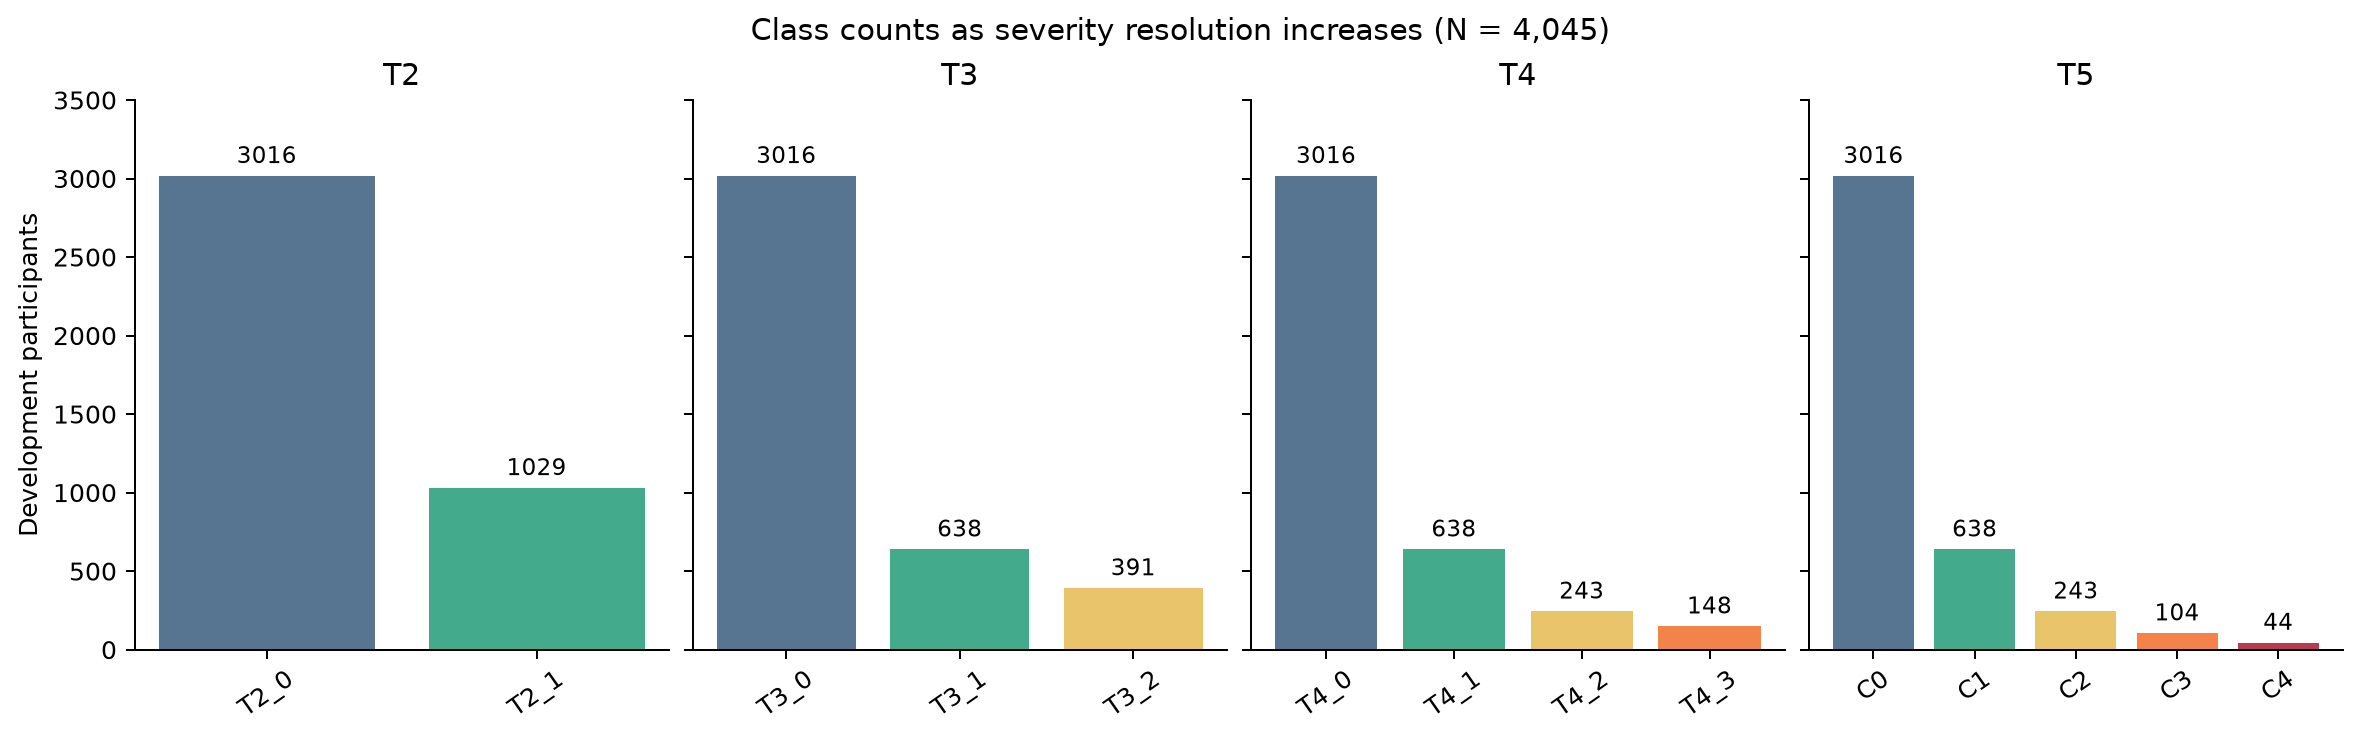 Class counts as severity resolution increases (N = 4,045)
T2
T3
T4
T5
Development participants
3500
3000
2500
2000
1500
1000
500
0
3016
1029
T2_0
T2_1
3016
638
391
T3_0
T3_1
T3_2
3016
638
243
148
T4_0
T4_1
T4_2
T4_3
3016
638
243
104
44
C0
C1
C2
C3
C4